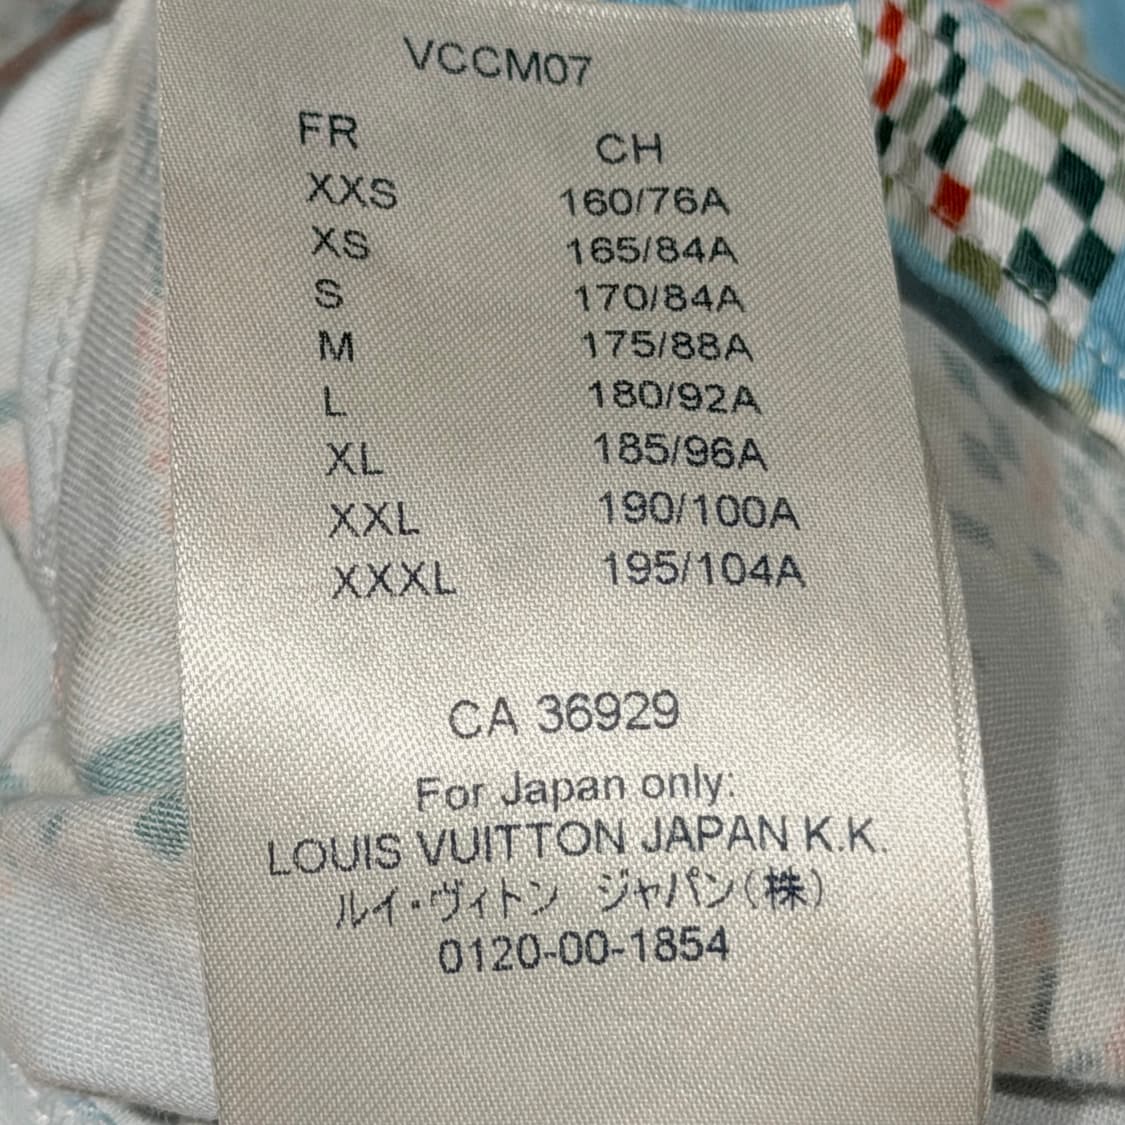 VCCM07
FR CH
XXS 160/76A
XS 165/84A
S 170/84A
M 175/88A
L 180/92A
XL 185/96A
XXL 190/100A
XXXL 195/104A
CA 36929
For Japan only:
LOUIS VUITTON JAPAN K.K.
ルイ・ヴィトン ジャパン(株)
0120-00-1854